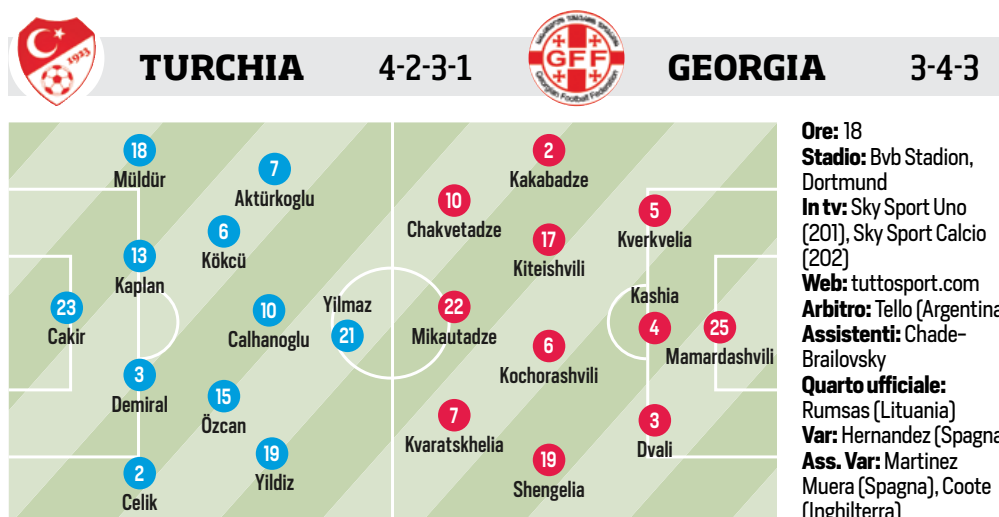 TURCHIA 4-2-3-1
1923
GFF
Georgian Football Federation
GEORGIA 3-4-3
18
Müldür
7
Aktürkoglu
6
Kökcü
13
Kaplan
23
Cakir
10
Calhanoglu
Yilmaz
21
3
Demiral
15
Özcan
19
Yildiz
2
Celik
2
Kakabadze
10
Chakvetadze
17
Kiteishvili
5
Kverkvelia
22
Mikautadze
Kashia
4
25
Mamardashvili
6
Kochorashvili
7
Kvaratskhelia
3
Dvali
19
Shengelia
Ore: 18
Stadio: Bvb Stadion,
Dortmund
In tv: Sky Sport Uno
(201), Sky Sport Calcio
(202)
Web: tuttosport.com
Arbitro: Tello (Argentina
Assistenti: Chade-
Brailovsky
Quarto ufficiale:
Rumsas (Lituania)
Var: Hernandez (Spagna
Ass. Var: Martinez
Muera (Spagna), Coote
(Inghilterra)